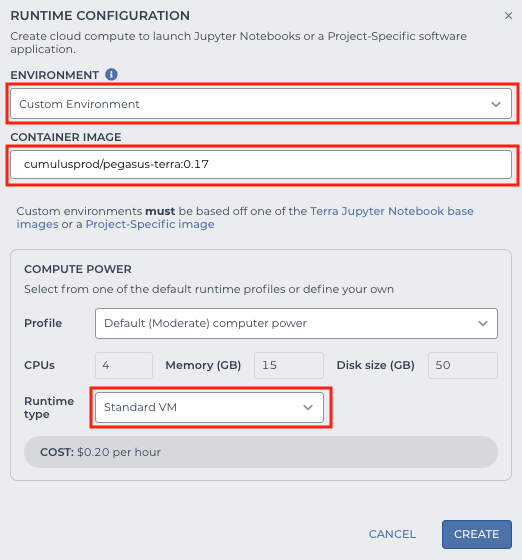 RUNTIME CONFIGURATION
Create cloud compute to launch Jupyter Notebooks or a Project-Specific software
application.
ENVIRONMENT
Custom Environment
CONTAINER IMAGE
cumulusprod/pegasus-terra:0.17
Custom environments must be based off one of the Terra Jupyter Notebook base
images or a Project-Specific image
COMPUTE POWER
Select from one of the default runtime profiles or define your own
Profile Default (Moderate) computer power
CPUs 4 Memory (GB) 15 Disk size (GB) 50
Runtime
type Standard VM
COST: $0.20 per hour
CANCEL CREATE